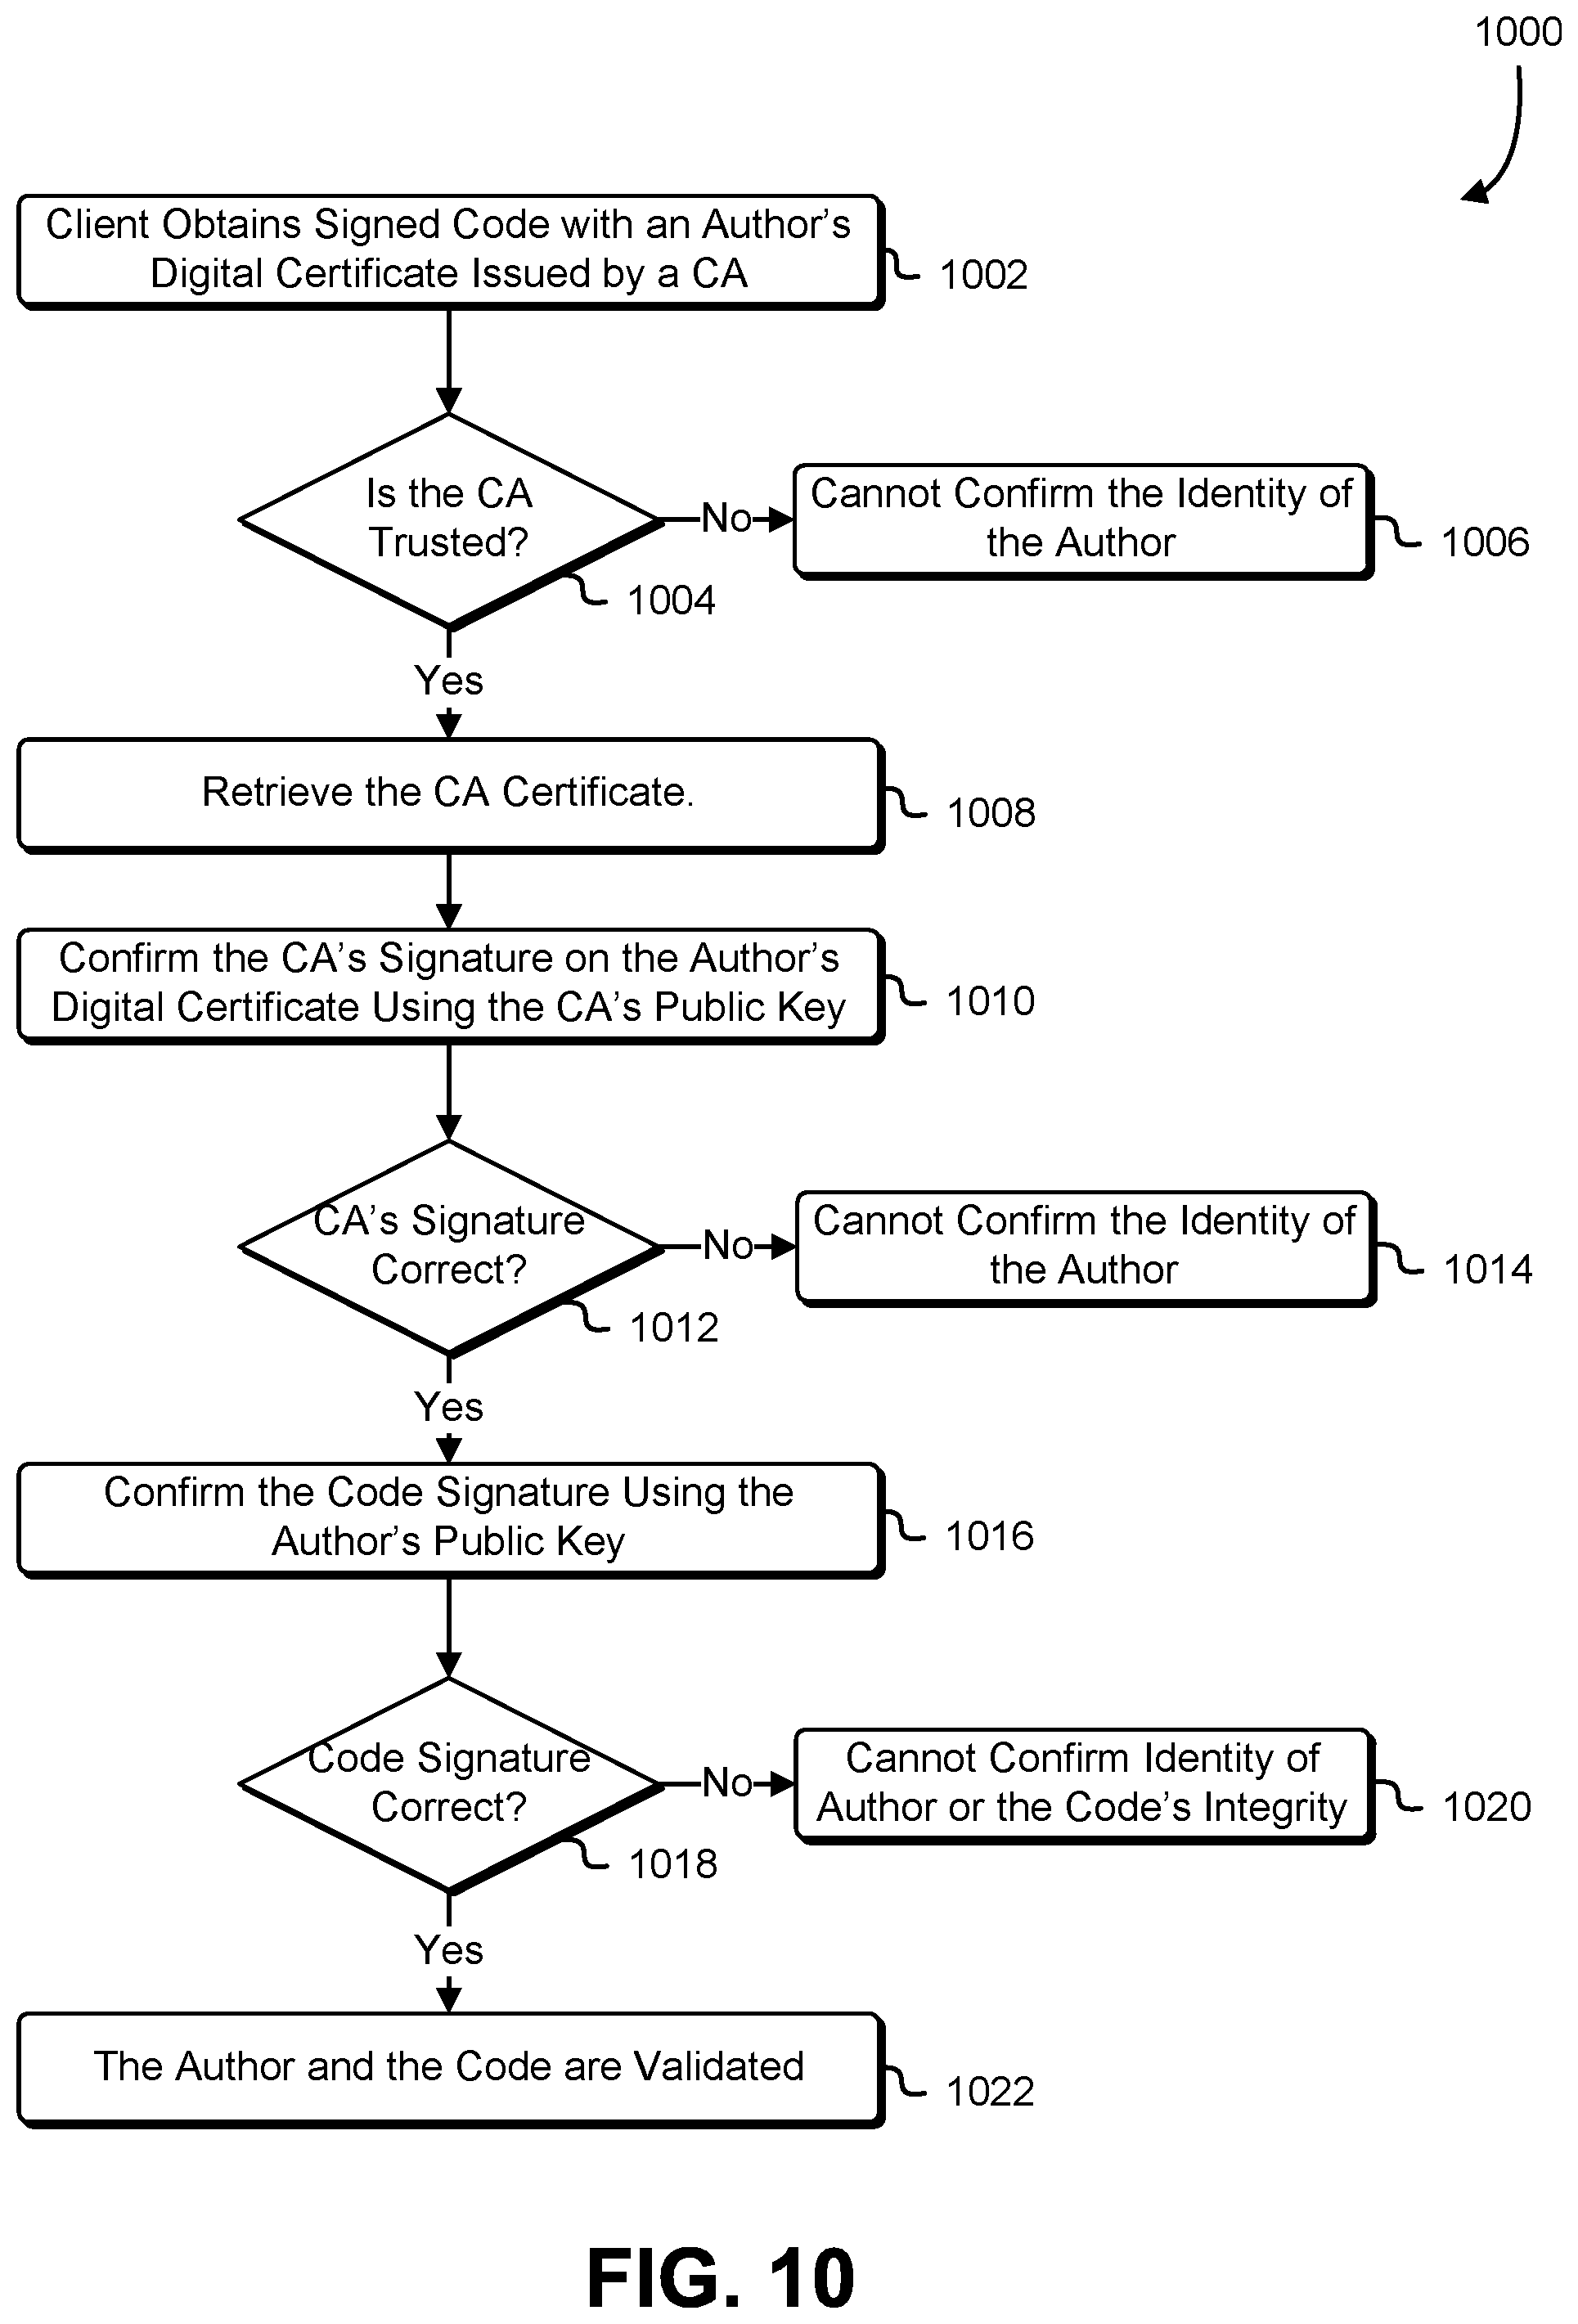 1000
Client Obtains Signed Code with an Author's
Digital Certificate Issued by a CA
1002
Is the CA
Trusted?
1004
No
Cannot Confirm the Identity of
the Author
1006
Yes
Retrieve the CA Certificate.
1008
Confirm the CA's Signature on the Author's
Digital Certificate Using the CA's Public Key
1010
CA's Signature
Correct?
1012
No
Cannot Confirm the Identity of
the Author
1014
Yes
Confirm the Code Signature Using the
Author's Public Key
1016
Code Signature
Correct?
1018
No
Cannot Confirm Identity of
Author or the Code's Integrity
1020
Yes
The Author and the Code are Validated
1022
FIG. 10